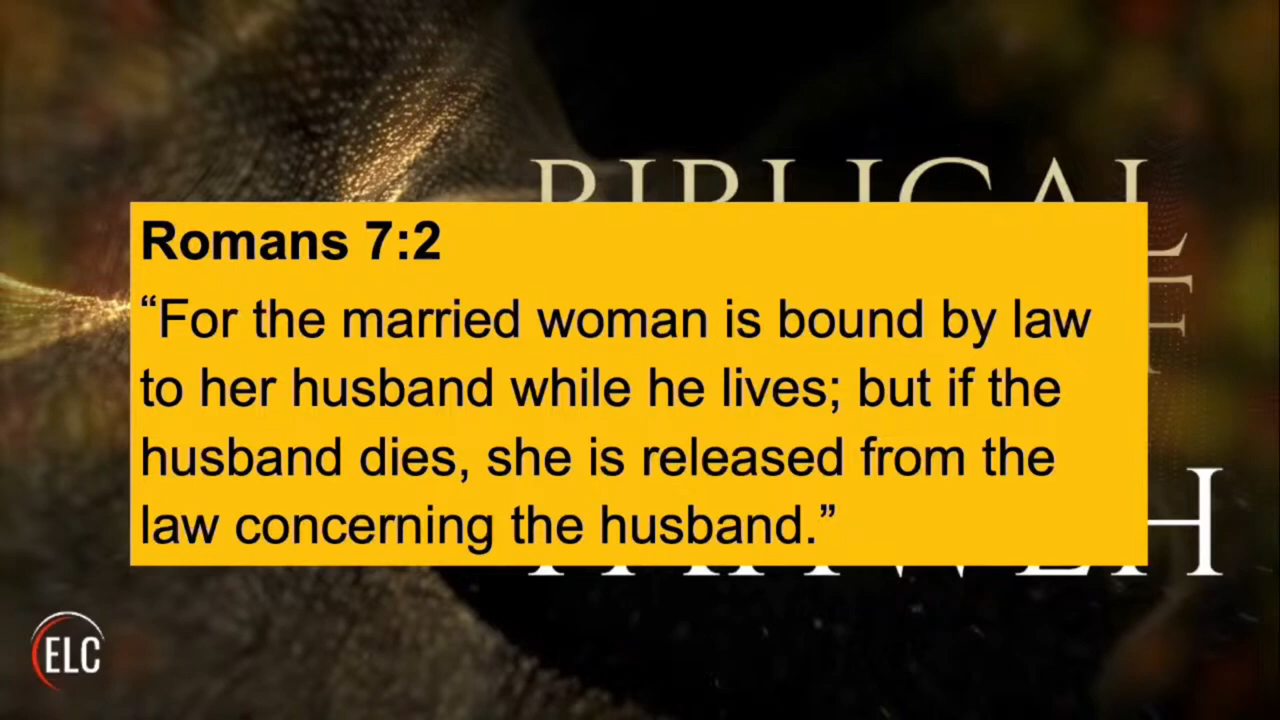 BIBLICAL
Romans 7:2
“For the married woman is bound by law
to her husband while he lives; but if the
husband dies, she is released from the
law concerning the husband.”
ELC